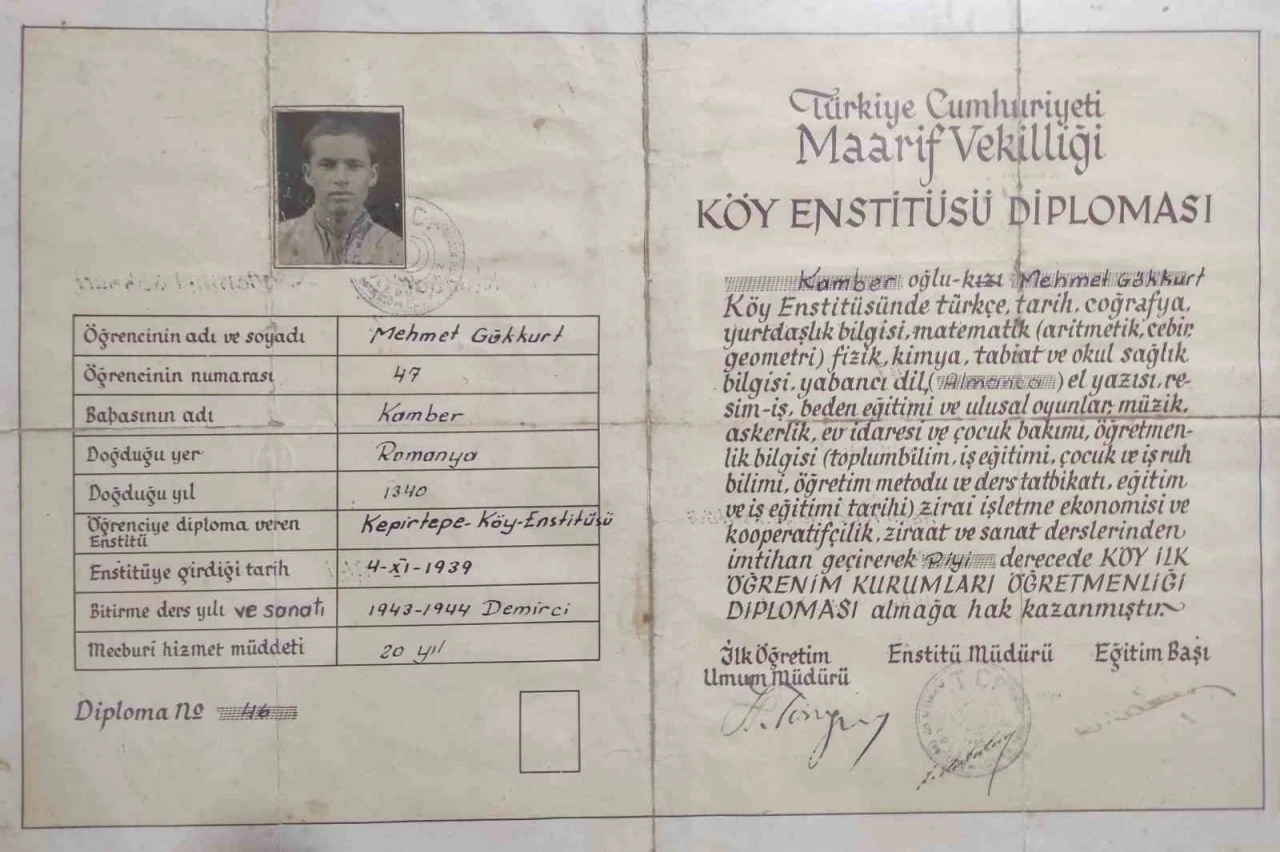 Öğrencinin adı ve soyadı Mehmet Gökkurt
Öğrencinin numarası 47
Babasının adı Kamber
Doğduğu yer Romanya
Doğduğu yıl 1340
Öğrenciye diploma veren Enstitü Kepirtepe-Köy-Enstitüsü
Enstitüye girdiği tarih 4-XI-1939
Bitirme ders yılı ve sanatı 1943-1944 Demirci
Mecburî hizmet müddeti 20 yıl
Diploma No 46
Türkiye Cumhuriyeti
Maarif Vekilliği
KÖY ENSTİTÜSÜ DİPLOMASI
Kamber oğlu-kızı Mehmet Gökkurt
Köy Enstitüsünde türkçe, tarih, coğrafya,
yurtdaşlık bilgisi, matematik (aritmetik, cebir,
geometri) fizik, kimya, tabiat ve okul sağlık
bilgisi, yabancı dil, (Almanca) el yazısı, re-
sim-iş, beden eğitimi ve ulusal oyunlar, müzik,
askerlik, ev idaresi ve çocuk bakımı, öğretmen-
lik bilgisi (toplumbilim, iş eğitimi, çocuk ve iş ruh
bilimi, öğretim metodu ve ders tatbikatı, eğitim
ve iş eğitimi tarihi) ziraî işletme ekonomisi ve
kooperatifçilik, ziraat ve sanat derslerinden
imtihan geçirerek derecede KÖY İLK
ÖĞRENİM KURUMLARI ÖĞRETMENLİĞİ
DİPLOMASI almağa hak kazanmıştır.
İlk Öğretim Umum Müdürü Enstitü Müdürü Eğitim Başı
T C